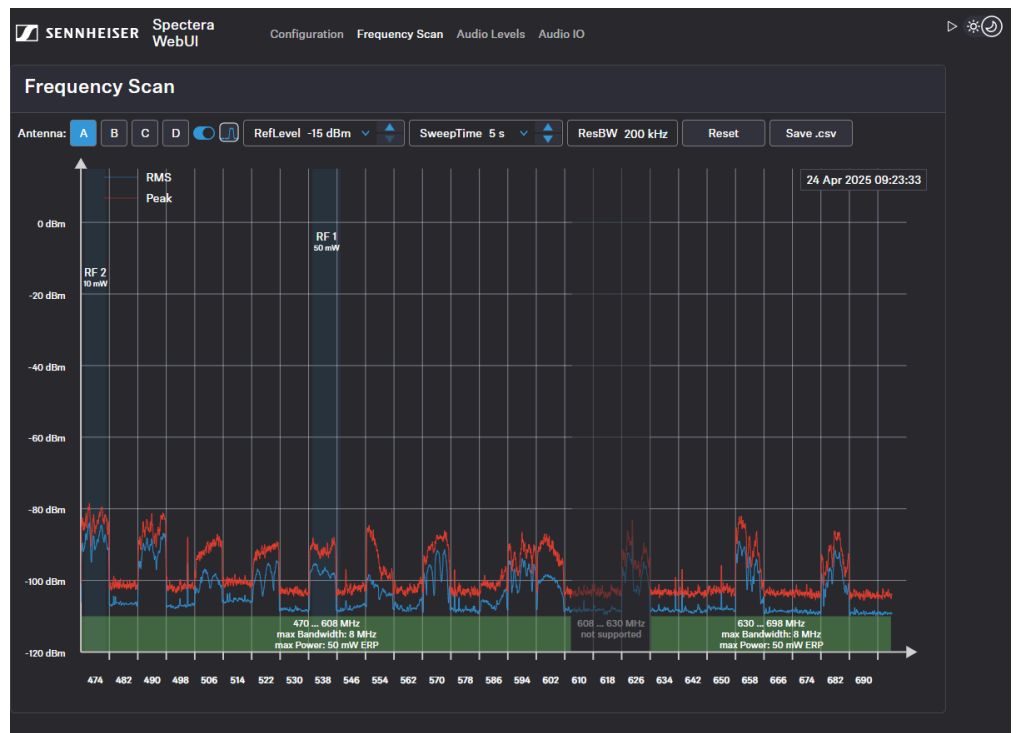 SENNHEISER
Spectera
WebUI
Configuration Frequency Scan Audio Levels Audio IO
Frequency Scan
Antenna: A B C D RefLevel -15 dBm SweepTime 5 s ResBW 200 kHz Reset Save .csv
RMS
Peak
24 Apr 2025 09:23:33
0 dBm
RF 1
50 mW
RF 2
10 mW
-20 dBm
-40 dBm
-60 dBm
-80 dBm
-100 dBm
-120 dBm
470 ... 608 MHz
max Bandwidth: 8 MHz
max Power: 50 mW ERP
608 ... 630 MHz
not supported
630 ... 698 MHz
max Bandwidth: 8 MHz
max Power: 50 mW ERP
474 482 490 498 506 514 522 530 538 546 554 562 570 578 586 594 602 610 618 626 634 642 650 658 666 674 682 690